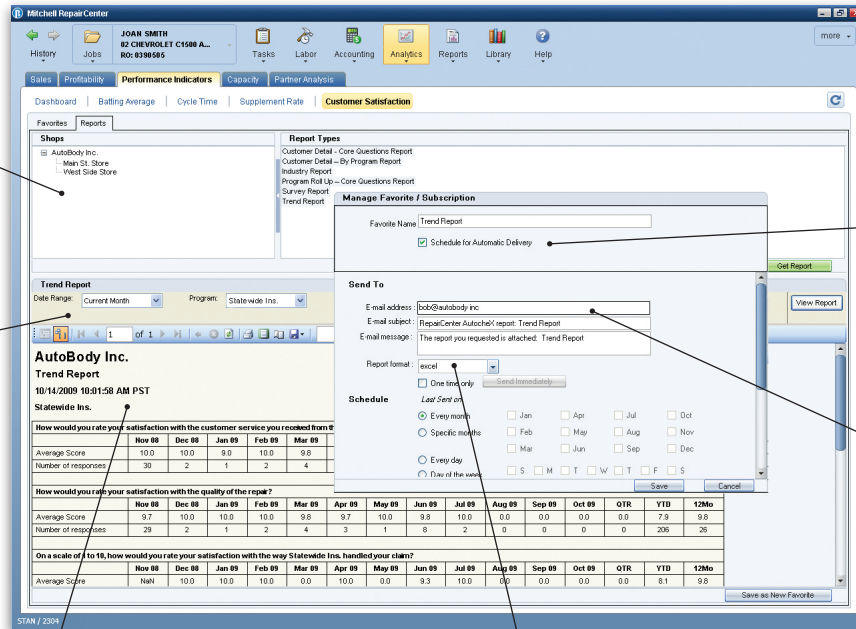 Mitchell RepairCenter
History
Jobs
JOAN SMITH
02 CHEVROLET C1500 A...
RO: 0390505
Tasks
Labor
Accounting
Analytics
Reports
Library
Help
more
Sales Profitability Performance Indicators Capacity Partner Analysis
Dashboard | Batting Average | Cycle Time | Supplement Rate | Customer Satisfaction
Favorites Reports
Shops
AutoBody Inc.
Main St. Store
West Side Store
Report Types
Customer Detail - Core Questions Report
Customer Detail – By Program Report
Industry Report
Program Roll Up – Core Questions Report
Survey Report
Trend Report
Manage Favorite / Subscription
Favorite Name Trend Report
Schedule for Automatic Delivery
Get Report
Trend Report
Date Range: Current Month Program: Statewide Ins.
View Report
1 of 1
Send To
E-mail address : bob@autobody inc
E-mail subject : RepairCenter AutocheX report: Trend Report
E-mail message : The report you requested is attached: Trend Report
Report format : excel
One time only Send Immediately
Schedule Last Sent on
Every month Jan Apr Jul Oct
Specific months Feb May Aug Nov
Mar Jun Sep Dec
Every day
Day of the week S M T W T F S
Save Cancel
AutoBody Inc.
Trend Report
10/14/2009 10:01:58 AM PST
Statewide Ins.
How would you rate your satisfaction with the customer service you received from th
Nov 08 Dec 08 Jan 09 Feb 09 Mar 09
Average Score 10.0 10.0 9.0 10.0 9.8
Number of responses 30 2 1 2 4
How would you rate your satisfaction with the quality of the repair?
Nov 08 Dec 08 Jan 09 Feb 09 Mar 09 Apr 09 May 09 Jun 09 Jul 09 Aug 09 Sep 09 Oct 09 QTR YTD 12Mo
Average Score 9.7 10.0 10.0 10.0 9.8 9.7 10.0 9.8 10.0 0.0 0.0 0.0 0.0 7.9 9.8
Number of responses 29 2 1 2 4 3 1 8 2 0 0 0 0 206 26
On a scale of 1 to 10, how would you rate your satisfaction with the way Statewide Ins. handled your claim?
Nov 08 Dec 08 Jan 09 Feb 09 Mar 09 Apr 09 May 09 Jun 09 Jul 09 Aug 09 Sep 09 Oct 09 QTR YTD 12Mo
Average Score NaN 10.0 10.0 10.0 0.0 10.0 0.0 9.3 10.0 0.0 0.0 0.0 0.0 8.1 9.8
Save as New Favorite
STAN / 2304